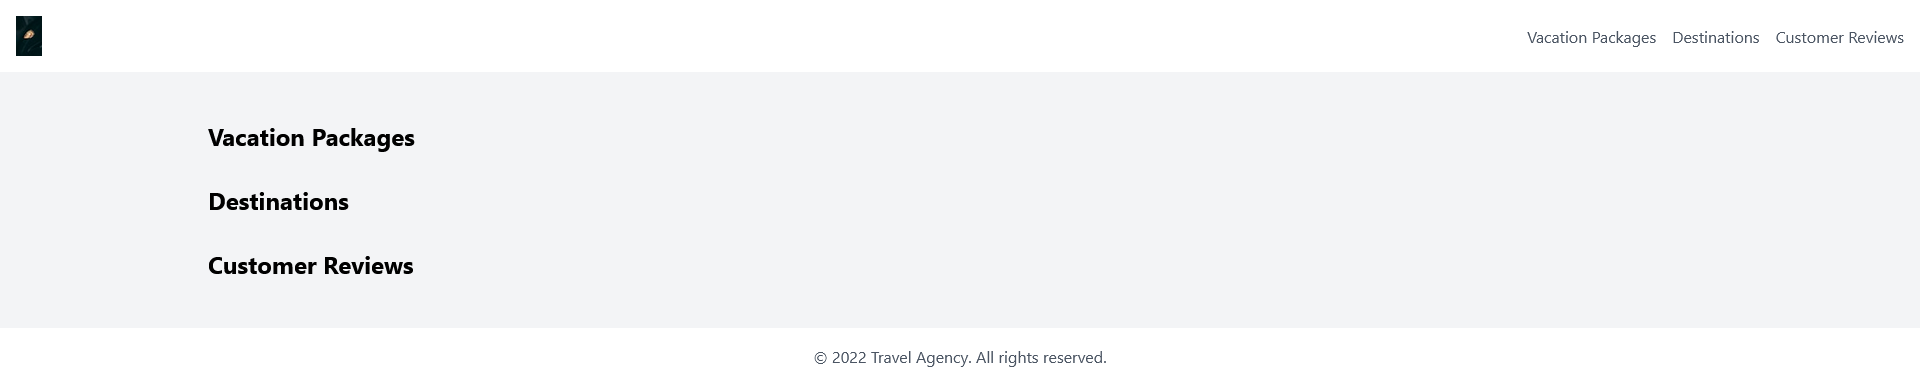 Vacation Packages Destinations Customer Reviews
Vacation Packages
Destinations
Customer Reviews
© 2022 Travel Agency. All rights reserved.